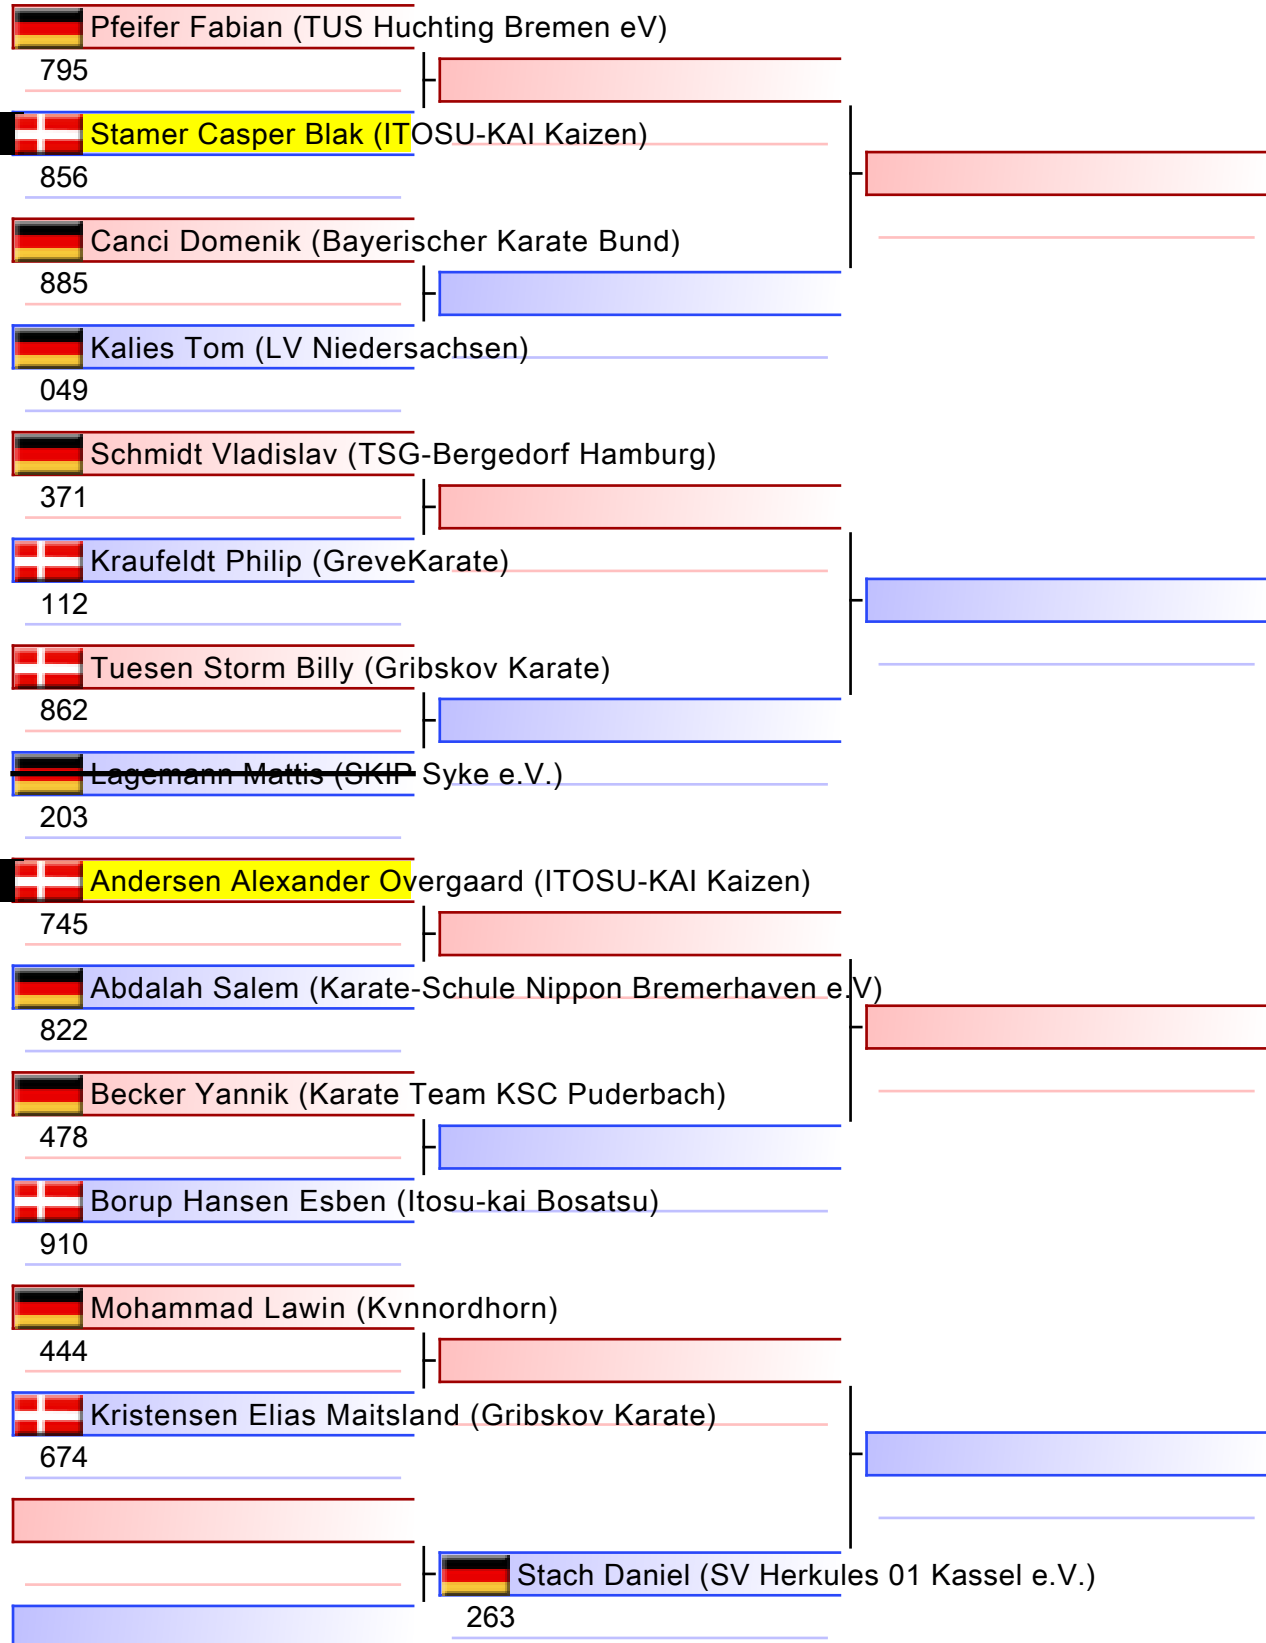 Pfeifer Fabian (TUS Huchting Bremen eV)
795
Stamer Casper Blak (ITOSU-KAI Kaizen)
856
Canci Domenik (Bayerischer Karate Bund)
885
Kalies Tom (LV Niedersachsen)
049
Schmidt Vladislav (TSG-Bergedorf Hamburg)
371
Kraufeldt Philip (GreveKarate)
112
Tuesen Storm Billy (Gribskov Karate)
862
Lagemann Mattis (SKIP Syke e.V.)
203
Andersen Alexander Overgaard (ITOSU-KAI Kaizen)
745
Abdalah Salem (Karate-Schule Nippon Bremerhaven e.V)
822
Becker Yannik (Karate Team KSC Puderbach)
478
Borup Hansen Esben (Itosu-kai Bosatsu)
910
Mohammad Lawin (Kvnnordhorn)
444
Kristensen Elias Maitsland (Gribskov Karate)
674
Stach Daniel (SV Herkules 01 Kassel e.V.)
263